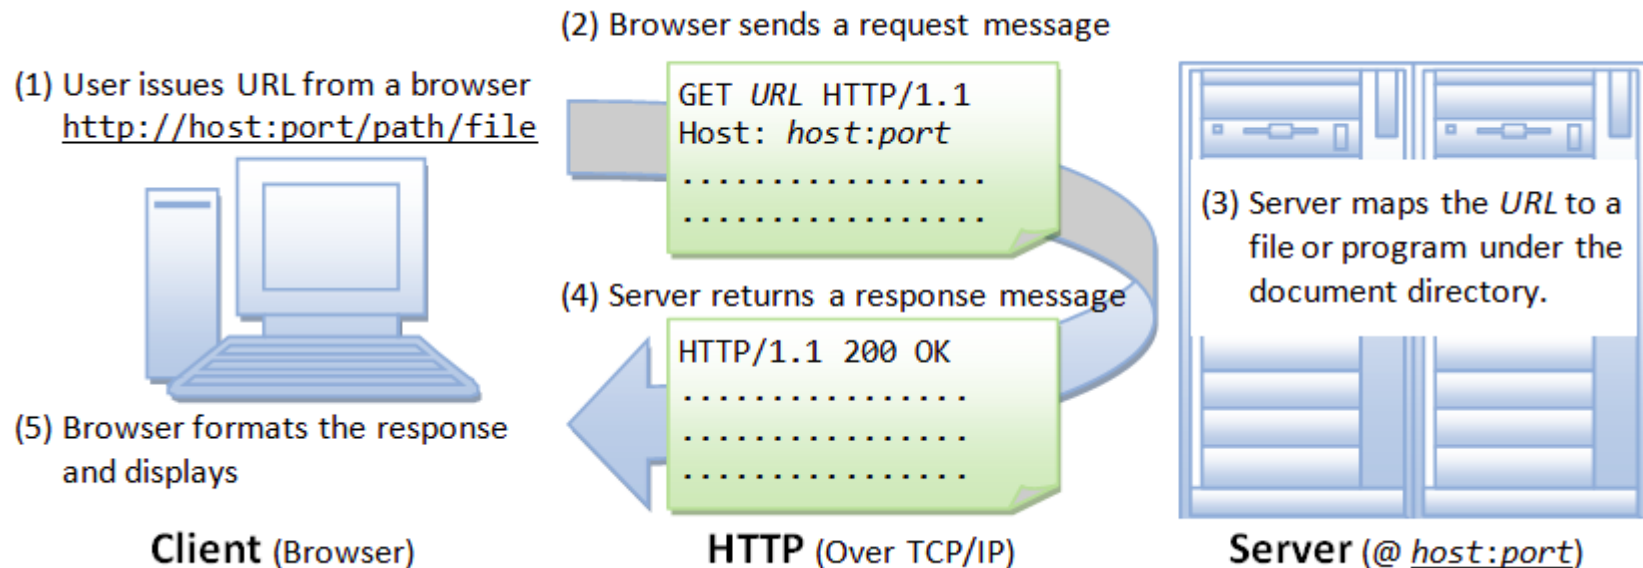 (1) User issues URL from a browser
http://host:port/path/file
(2) Browser sends a request message
GET URL HTTP/1.1
Host: host:port
..................
..................
(3) Server maps the URL to a
file or program under the
document directory.
(4) Server returns a response message
HTTP/1.1 200 OK
.................
.................
.................
(5) Browser formats the response
and displays
Client (Browser)
HTTP (Over TCP/IP)
Server (@ host:port)